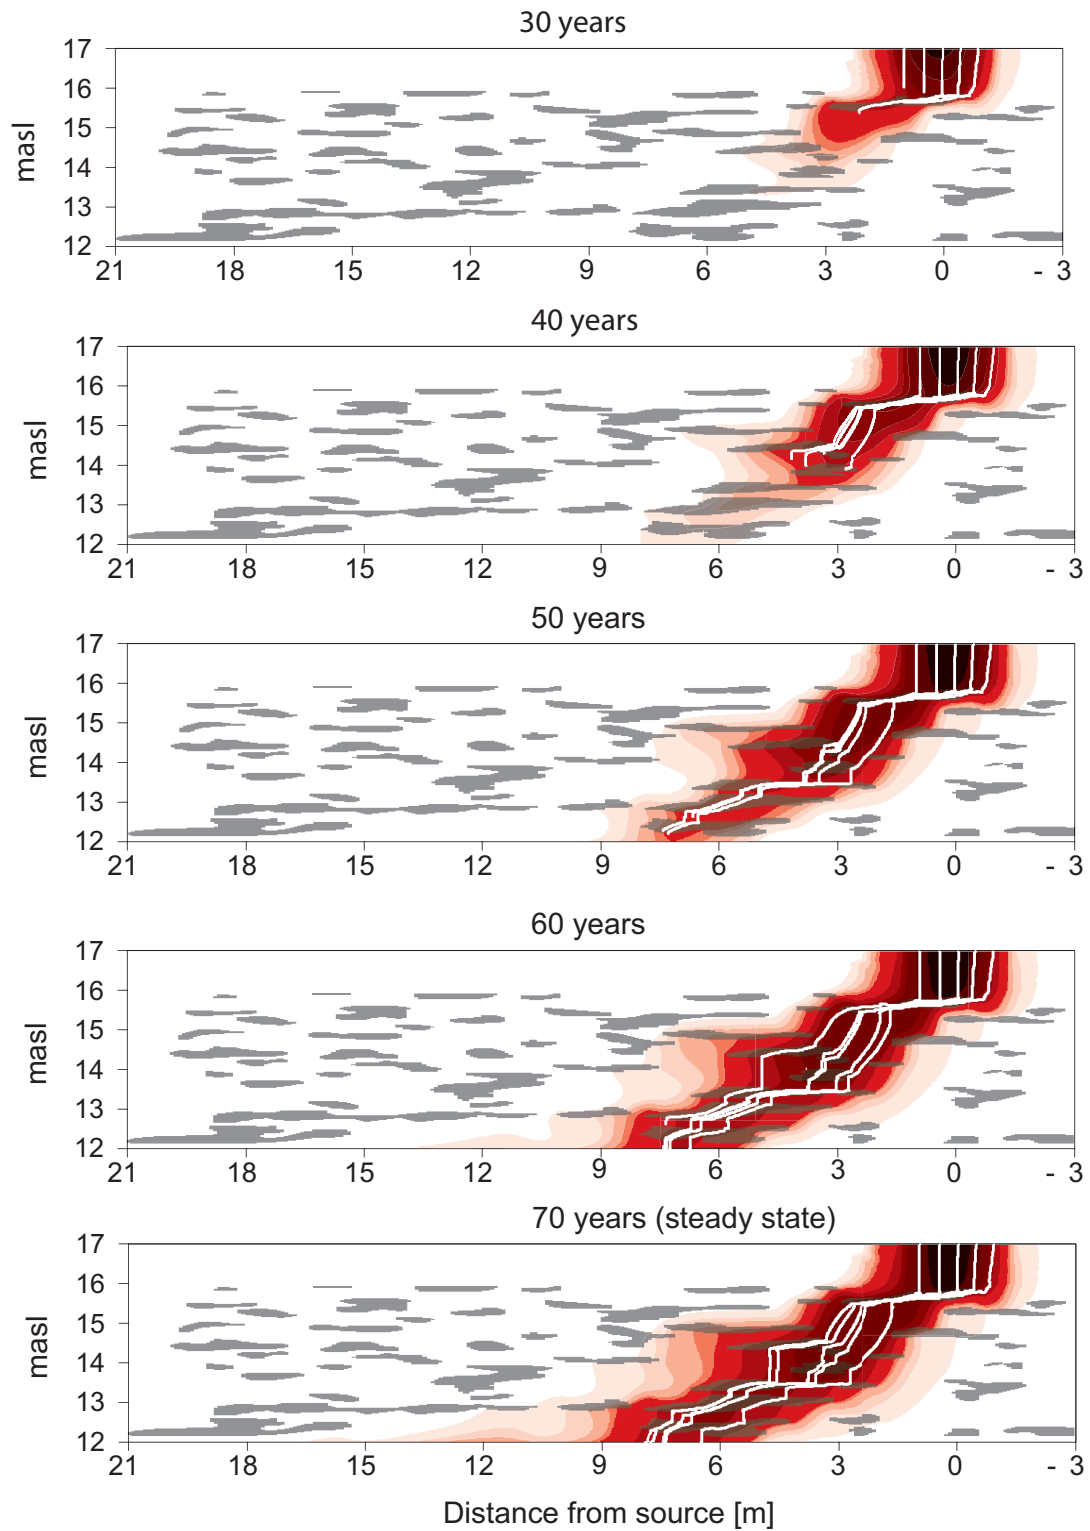 30 years
17
16
15
14
13
12
masl
21 18 15 12 9 6 3 0 - 3
40 years
17
16
15
14
13
12
masl
21 18 15 12 9 6 3 0 - 3
50 years
17
16
15
14
13
12
masl
21 18 15 12 9 6 3 0 - 3
60 years
17
16
15
14
13
12
masl
21 18 15 12 9 6 3 0 - 3
70 years (steady state)
17
16
15
14
13
12
masl
21 18 15 12 9 6 3 0 - 3
Distance from source [m]